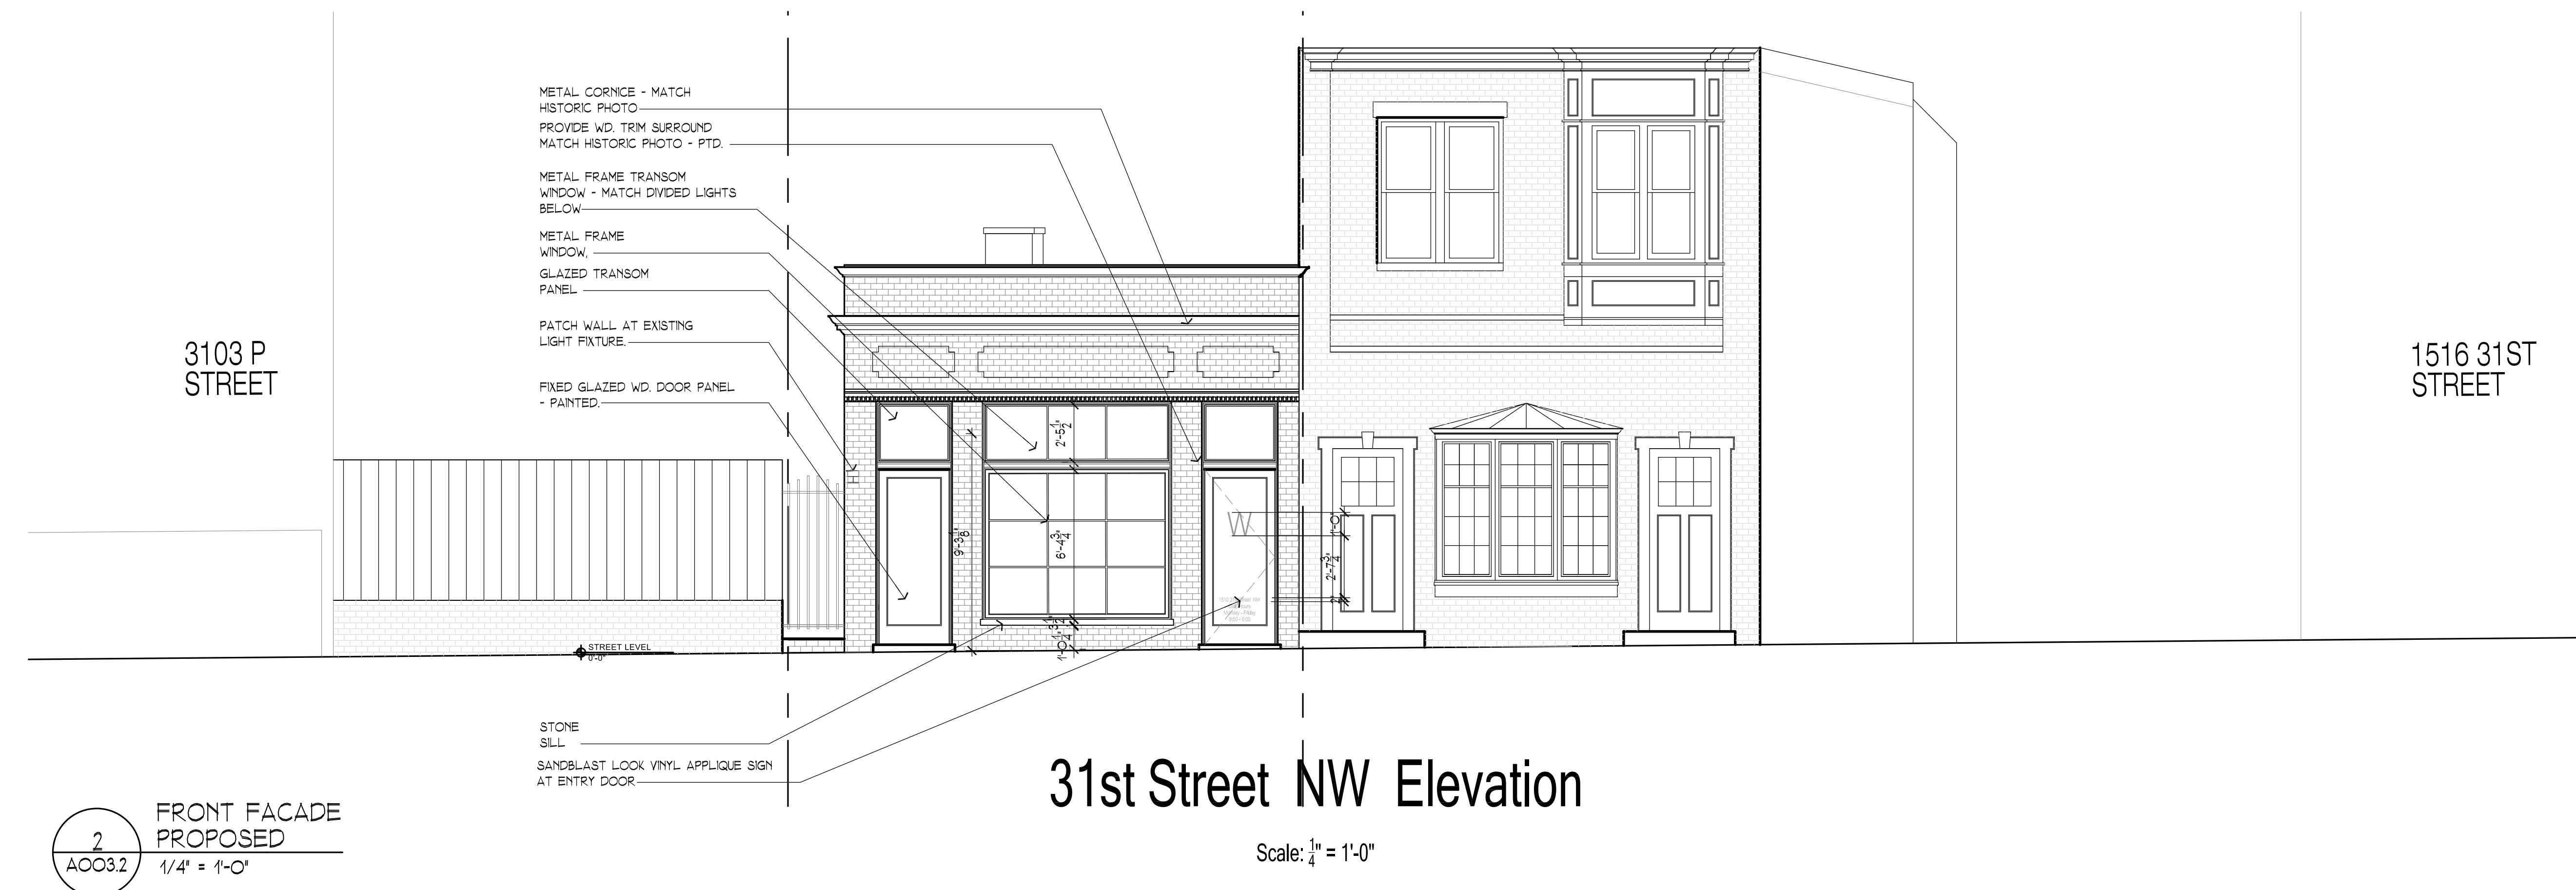 METAL CORNICE - MATCH
HISTORIC PHOTO
PROVIDE WD. TRIM SURROUND
MATCH HISTORIC PHOTO - PTD.
METAL FRAME TRANSOM
WINDOW - MATCH DIVIDED LIGHTS
BELOW
METAL FRAME
WINDOW,
GLAZED TRANSOM
PANEL
PATCH WALL AT EXISTING
LIGHT FIXTURE.
FIXED GLAZED WD. DOOR PANEL
- PAINTED.
3103 P
STREET
1516 31ST
STREET
2'-5 1/2"
6'-4 3/4"
9'-3 1/8"
1'-0 1/4"
W
1'-0"
2'-7 3/4"
2"
STREET LEVEL
0'-0"
STONE
SILL
SANDBLAST LOOK VINYL APPLIQUE SIGN
AT ENTRY DOOR
31st Street NW Elevation
Scale: 1/4" = 1'-0"
2
A003.2
FRONT FACADE
PROPOSED
1/4" = 1'-0"